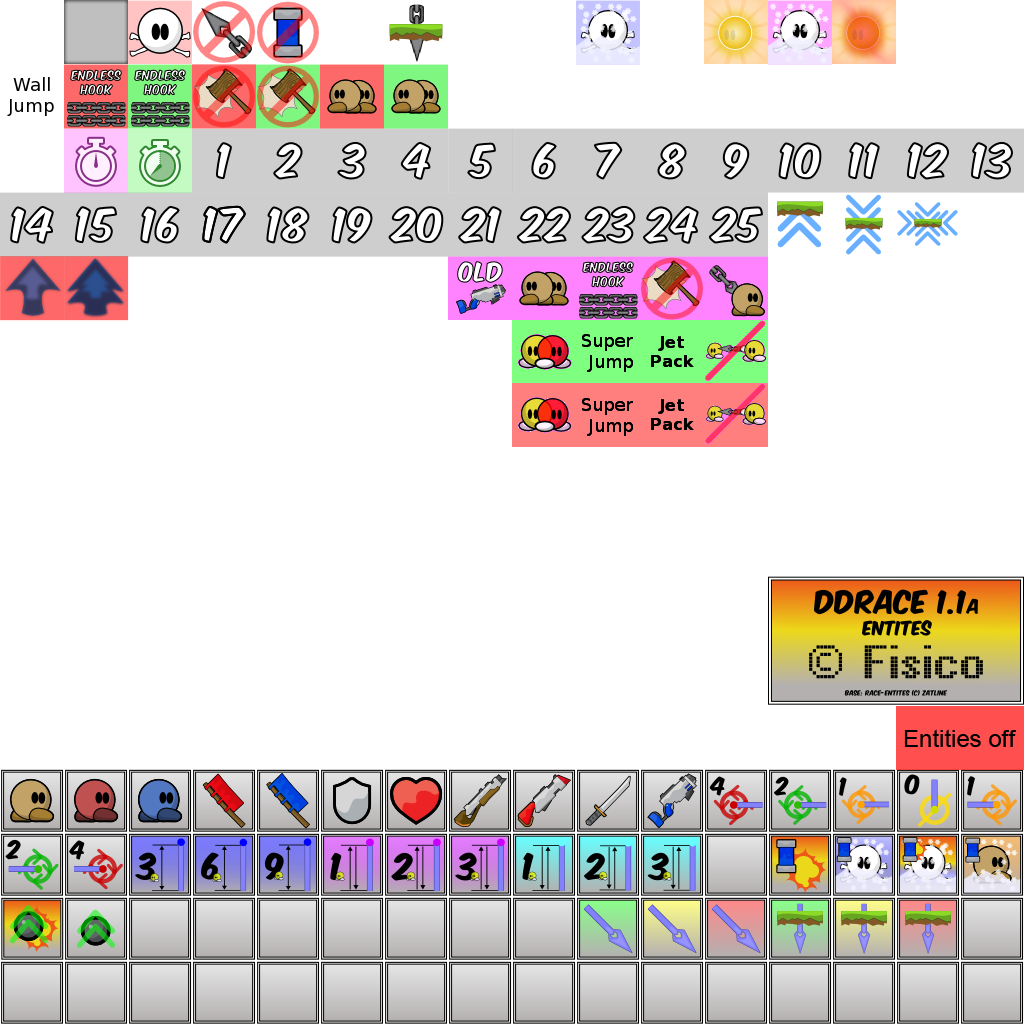 Wall
Jump
ENDLESS
HOOK
ENDLESS
HOOK
1 2 3 4 5 6 7 8 9 10 11 12 13
14 15 16 17 18 19 20 21 22 23 24 25
OLD
ENDLESS
HOOK
Super
Jump
Jet
Pack
Super
Jump
Jet
Pack
DDRACE 1.1A
ENTITES
© Fisico
BASE: RACE-ENTITES (C) ZATLINE
Entities off
4 2 1 0 1
2 4 3 6 9 1 2 3 1 2 3